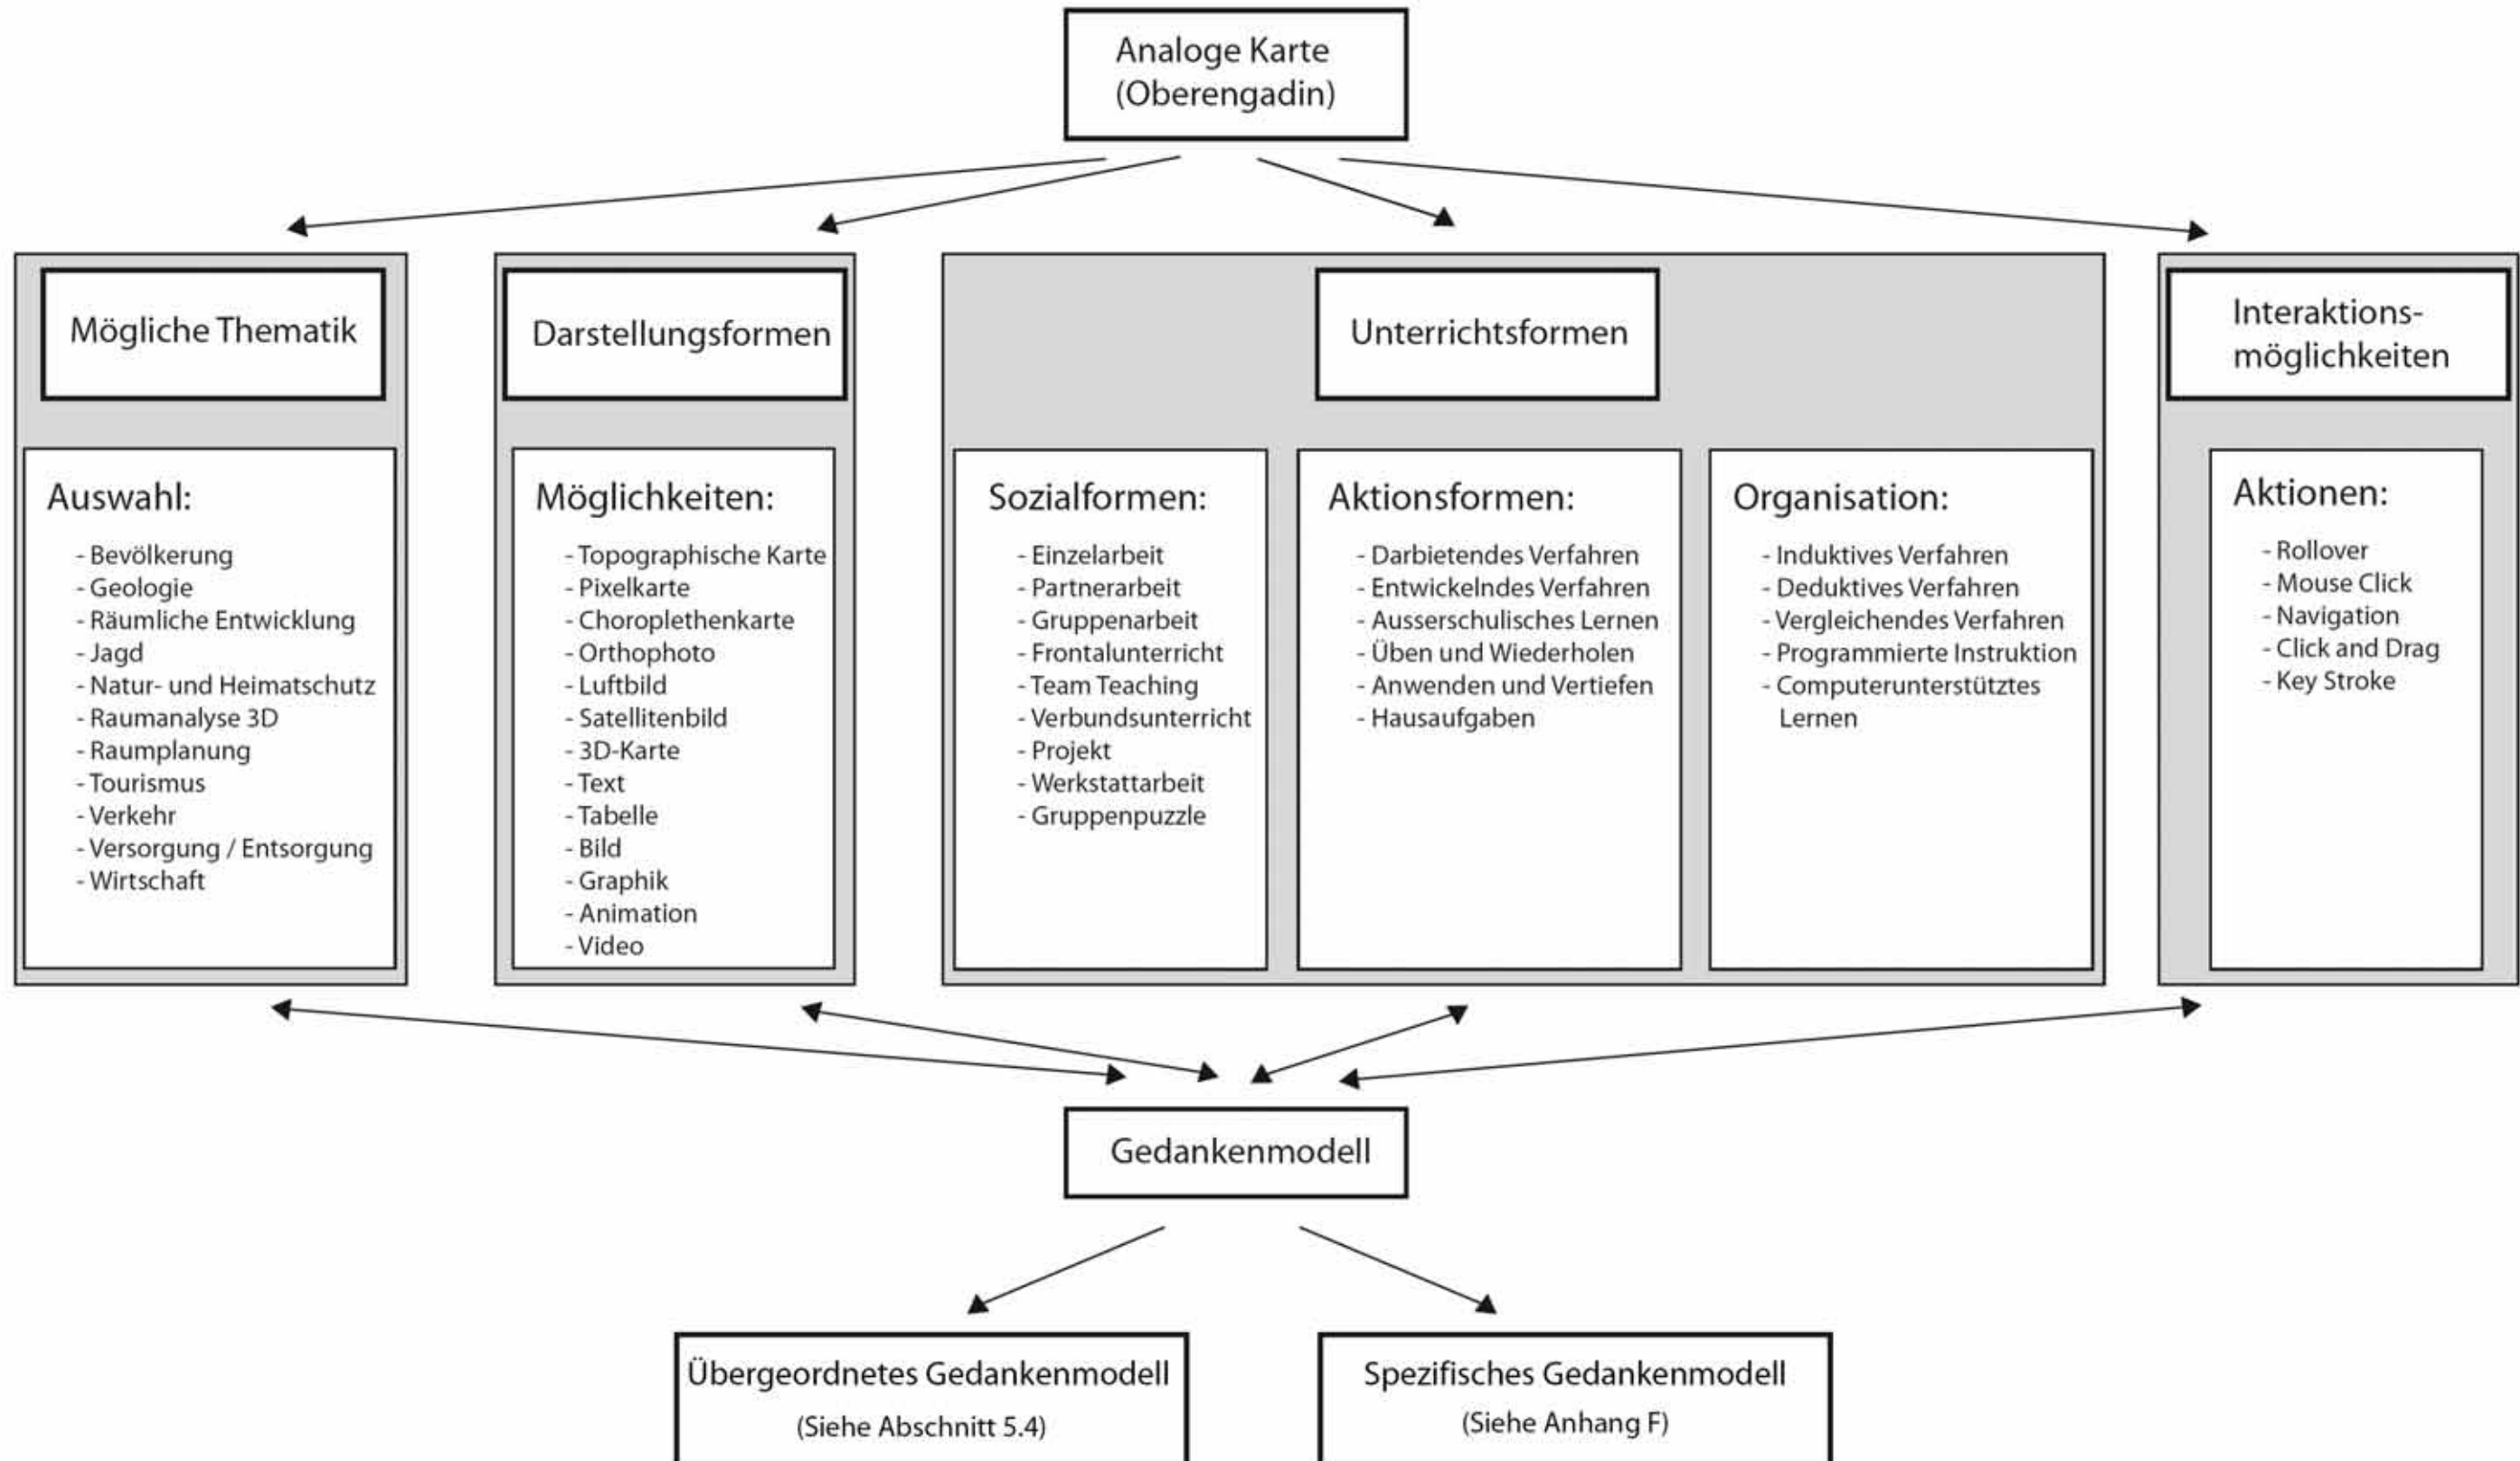 Analoge Karte
(Oberengadin)
Mögliche Thematik
Auswahl:
- Bevölkerung
- Geologie
- Räumliche Entwicklung
- Jagd
- Natur- und Heimatschutz
- Raumanalyse 3D
- Raumplanung
- Tourismus
- Verkehr
- Versorgung / Entsorgung
- Wirtschaft
Darstellungsformen
Möglichkeiten:
- Topographische Karte
- Pixelkarte
- Choroplethenkarte
- Orthophoto
- Luftbild
- Satellitenbild
- 3D-Karte
- Text
- Tabelle
- Bild
- Graphik
- Animation
- Video
Unterrichtsformen
Sozialformen:
- Einzelarbeit
- Partnerarbeit
- Gruppenarbeit
- Frontalunterricht
- Team Teaching
- Verbundsunterricht
- Projekt
- Werkstattarbeit
- Gruppenpuzzle
Aktionsformen:
- Darbietendes Verfahren
- Entwickelndes Verfahren
- Ausserschulisches Lernen
- Üben und Wiederholen
- Anwenden und Vertiefen
- Hausaufgaben
Organisation:
- Induktives Verfahren
- Deduktives Verfahren
- Vergleichendes Verfahren
- Programmierte Instruktion
- Computerunterstütztes
Lernen
Interaktions-
möglichkeiten
Aktionen:
- Rollover
- Mouse Click
- Navigation
- Click and Drag
- Key Stroke
Gedankenmodell
Übergeordnetes Gedankenmodell
(Siehe Abschnitt 5.4)
Spezifisches Gedankenmodell
(Siehe Anhang F)